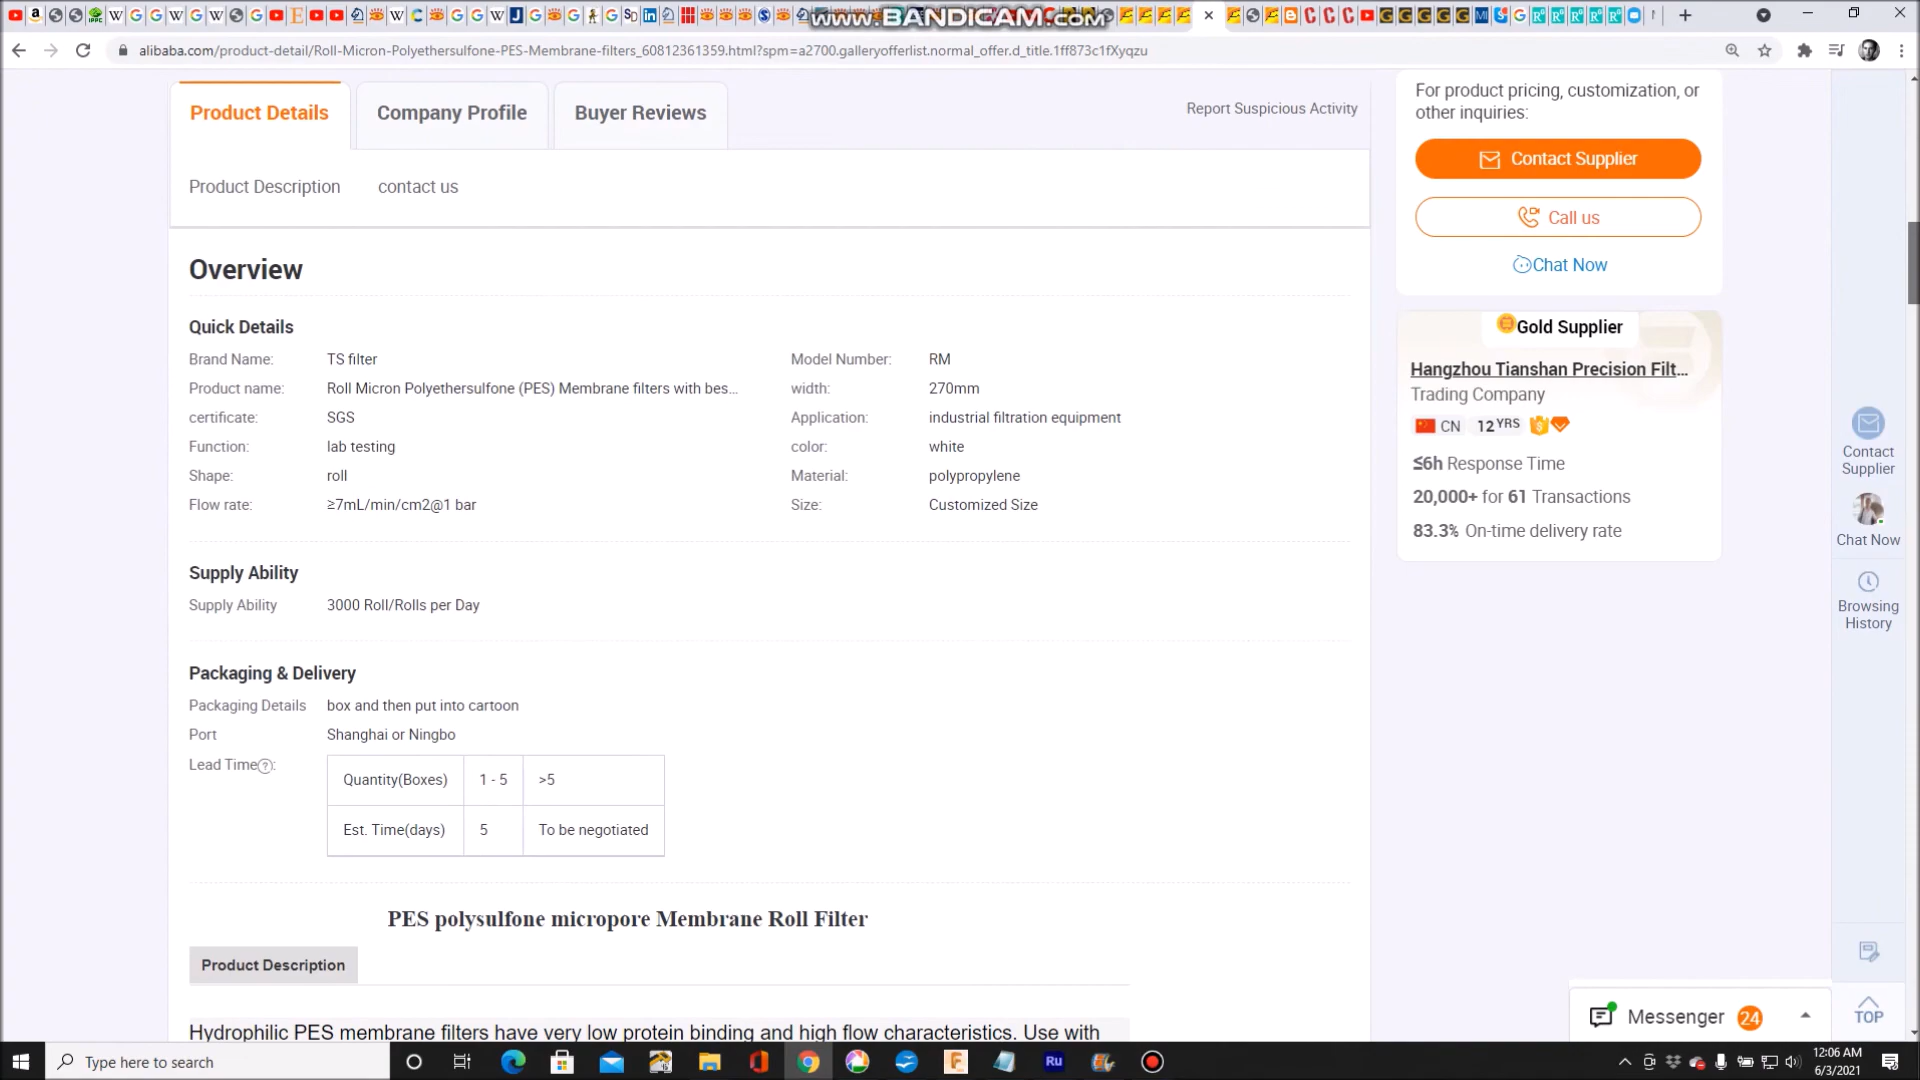 www.BANDICAM.com
alibaba.com/product-detail/Roll-Micron-Polyethersulfone-PES-Membrane-filters_60812361359.html?spm=a2700.galleryofferlist.normal_offer.d_title.1ff873c1fXyqzu
Product Details
Company Profile
Buyer Reviews
Report Suspicious Activity
Product Description
contact us
Overview
Quick Details
Brand Name: TS filter
Model Number: RM
Product name: Roll Micron Polyethersulfone (PES) Membrane filters with bes...
width: 270mm
certificate: SGS
Application: industrial filtration equipment
Function: lab testing
color: white
Shape: roll
Material: polypropylene
Flow rate: ≥7mL/min/cm2@1 bar
Size: Customized Size
Supply Ability
Supply Ability 3000 Roll/Rolls per Day
Packaging & Delivery
Packaging Details box and then put into cartoon
Port Shanghai or Ningbo
Lead Time?:
Quantity(Boxes) 1 - 5 >5
Est. Time(days) 5 To be negotiated
PES polysulfone micropore Membrane Roll Filter
Product Description
Hydrophilic PES membrane filters have very low protein binding and high flow characteristics. Use with
For product pricing, customization, or
other inquiries:
Contact Supplier
Call us
Chat Now
Gold Supplier
Hangzhou Tianshan Precision Filt...
Trading Company
CN 12 YRS
≤6h Response Time
20,000+ for 61 Transactions
83.3% On-time delivery rate
Contact
Supplier
Chat Now
Browsing
History
Messenger 24
TOP
Type here to search
Ru
12:06 AM
6/3/2021